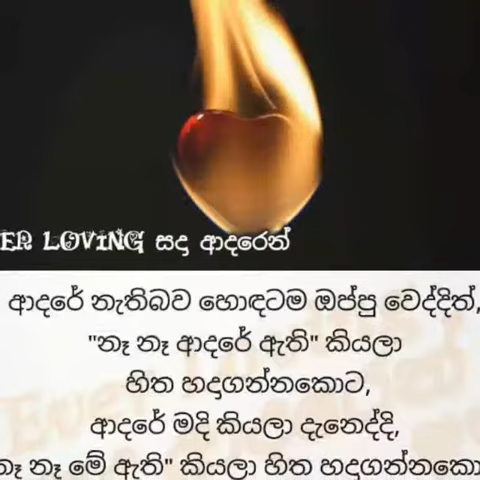 ER LOVING සදා ආදරෙන්
ආදරේ නැතිබව හොඳටම ඔප්පු වෙද්දිත්,
"නෑ නෑ ආදරේ ඇති" කියලා
හිත හදාගන්නකොට,
ආදරේ මදි කියලා දැනෙද්දි,
නෑ නෑ මේ ඇති" කියලා හිත හදාගන්නකො